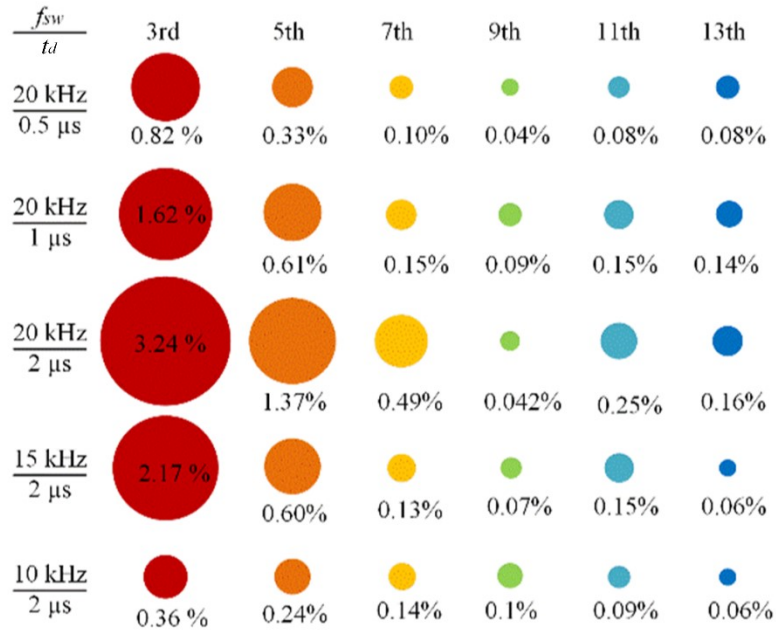 fsw
td
3rd 5th 7th 9th 11th 13th
20 kHz
0.5 μs
0.82 % 0.33% 0.10% 0.04% 0.08% 0.08%
20 kHz
1 μs
1.62 %
0.61% 0.15% 0.09% 0.15% 0.14%
20 kHz
2 μs
3.24 %
1.37% 0.49% 0.042% 0.25% 0.16%
15 kHz
2 μs
2.17 %
0.60% 0.13% 0.07% 0.15% 0.06%
10 kHz
2 μs
0.36 % 0.24% 0.14% 0.1% 0.09% 0.06%